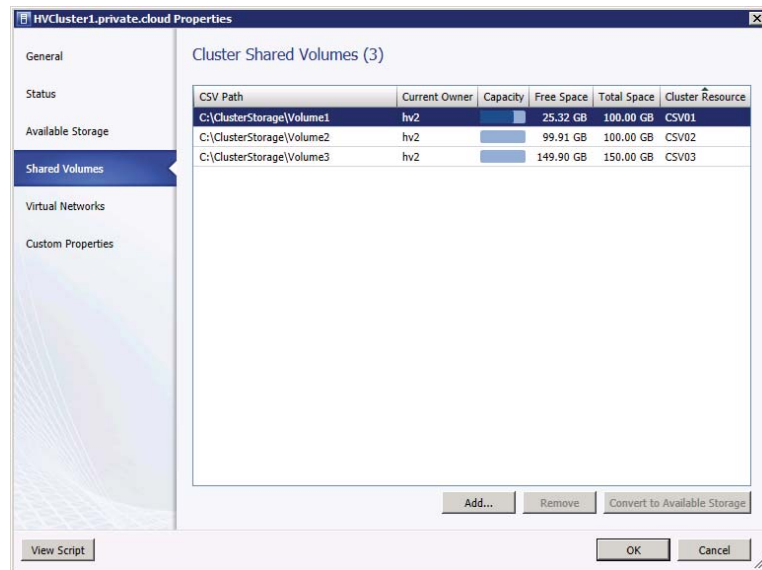 HVCluster1.private.cloud Properties
General
Status
Available Storage
Shared Volumes
Virtual Networks
Custom Properties
Cluster Shared Volumes (3)
CSV Path Current Owner Capacity Free Space Total Space Cluster Resource
C:\ClusterStorage\Volume1 hv2 25.32 GB 100.00 GB CSV01
C:\ClusterStorage\Volume2 hv2 99.91 GB 100.00 GB CSV02
C:\ClusterStorage\Volume3 hv2 149.90 GB 150.00 GB CSV03
Add... Remove Convert to Available Storage
View Script OK Cancel